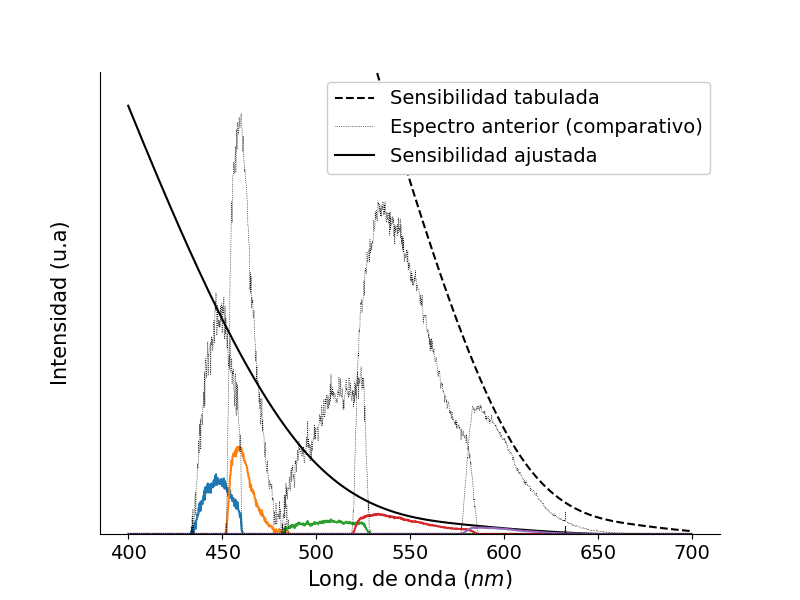 Sensibilidad tabulada
Espectro anterior (comparativo)
Sensibilidad ajustada
Intensidad (u.a)
400 450 500 550 600 650 700
Long. de onda (nm)